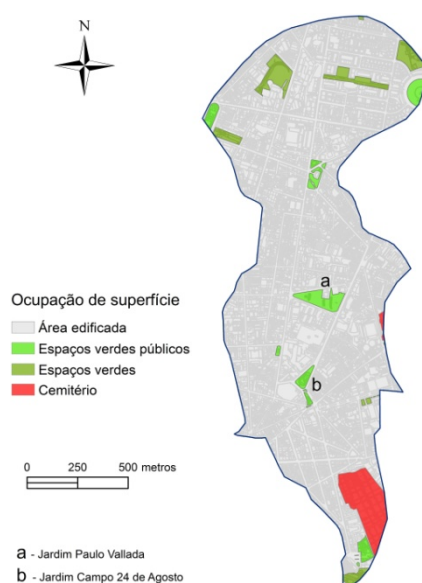 a
b
Ocupação de superfície
Área edificada
Espaços verdes públicos
Espaços verdes
Cemitério
0 250 500 metros
a - Jardim Paulo Vallada
b - Jardim Campo 24 de Agosto